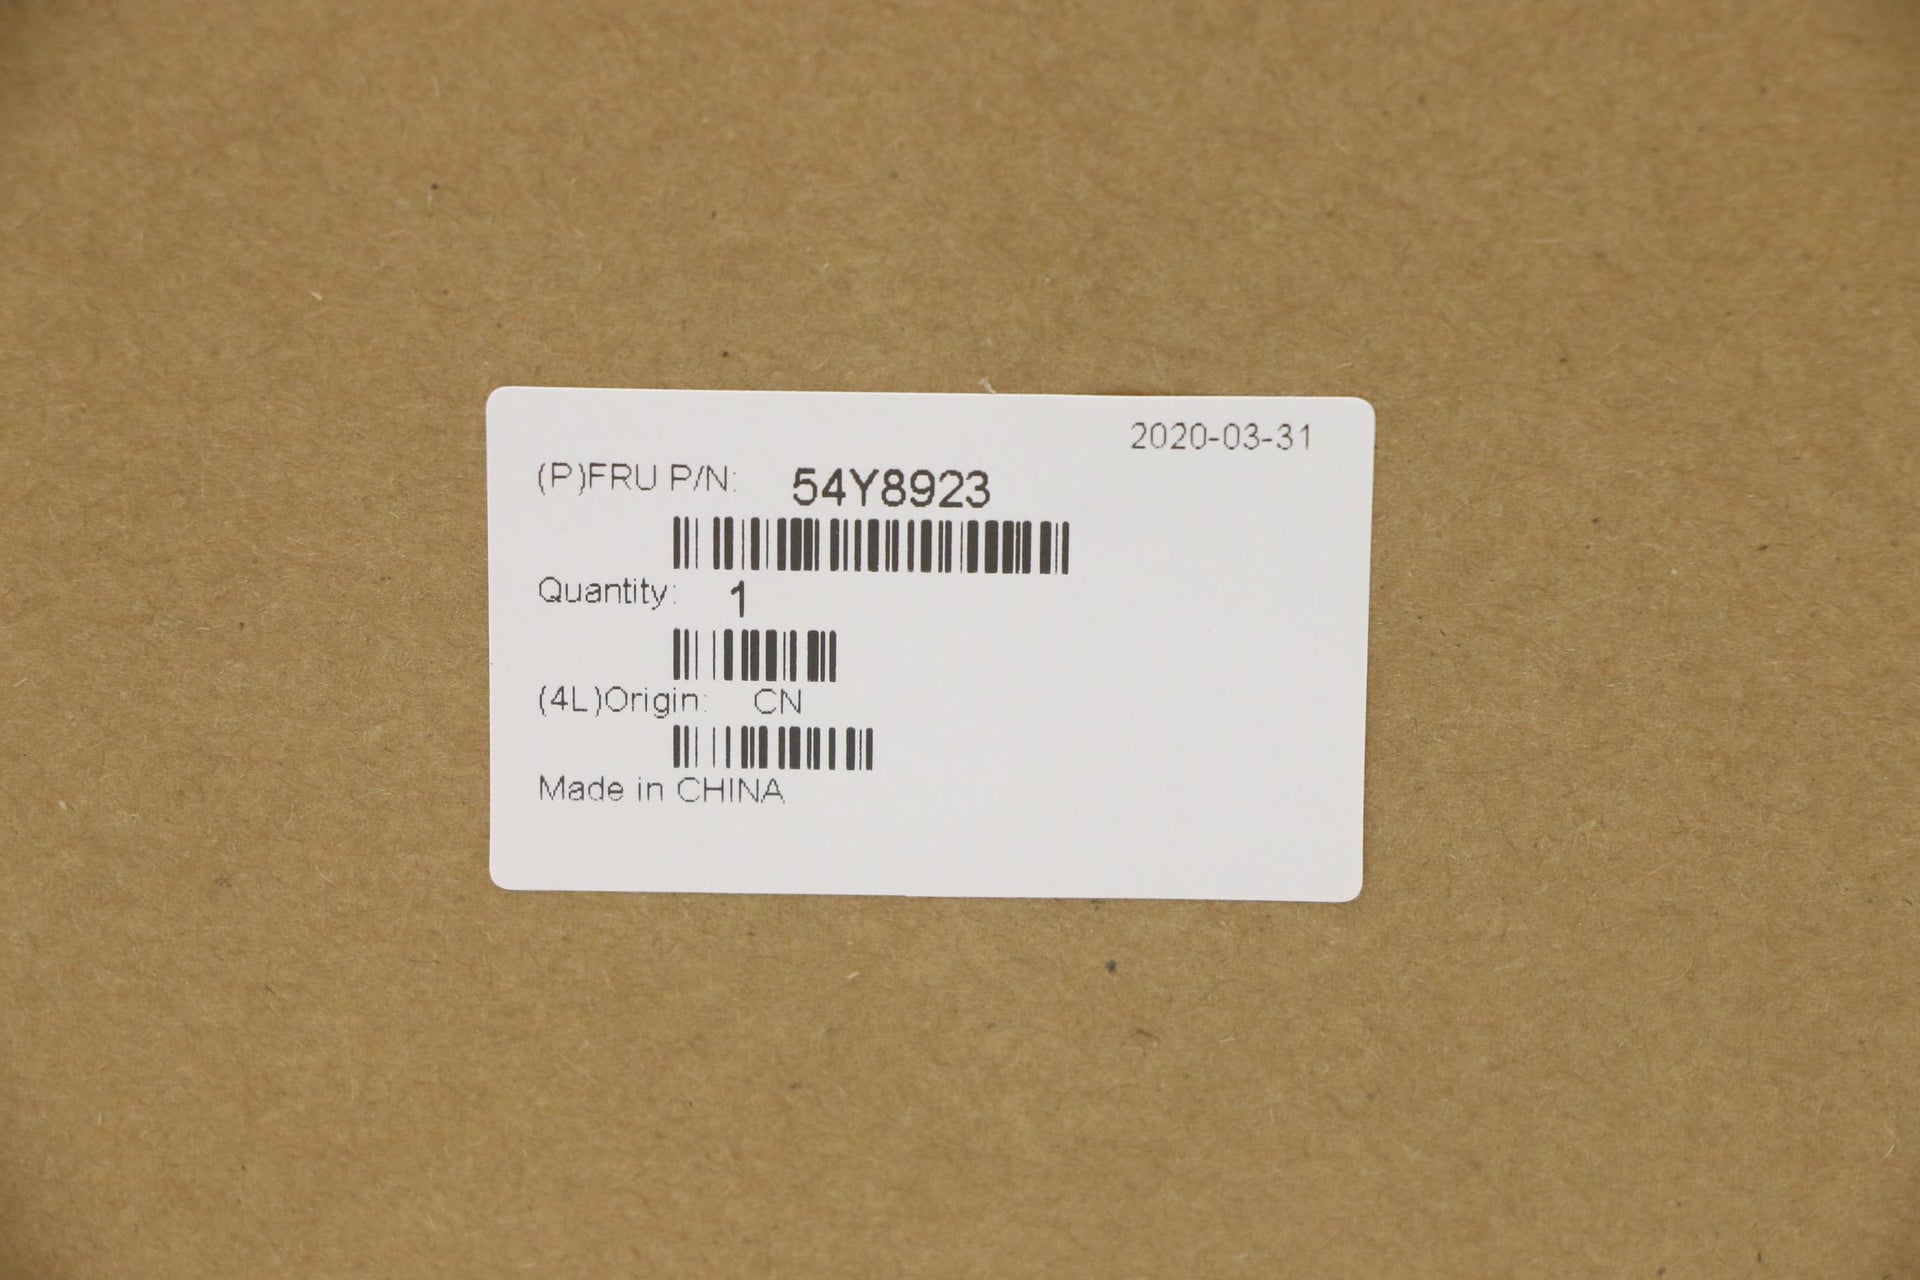 2020-03-31
(P)FRU P/N: 54Y8923
Quantity: 1
(4L)Origin: CN
Made in CHINA